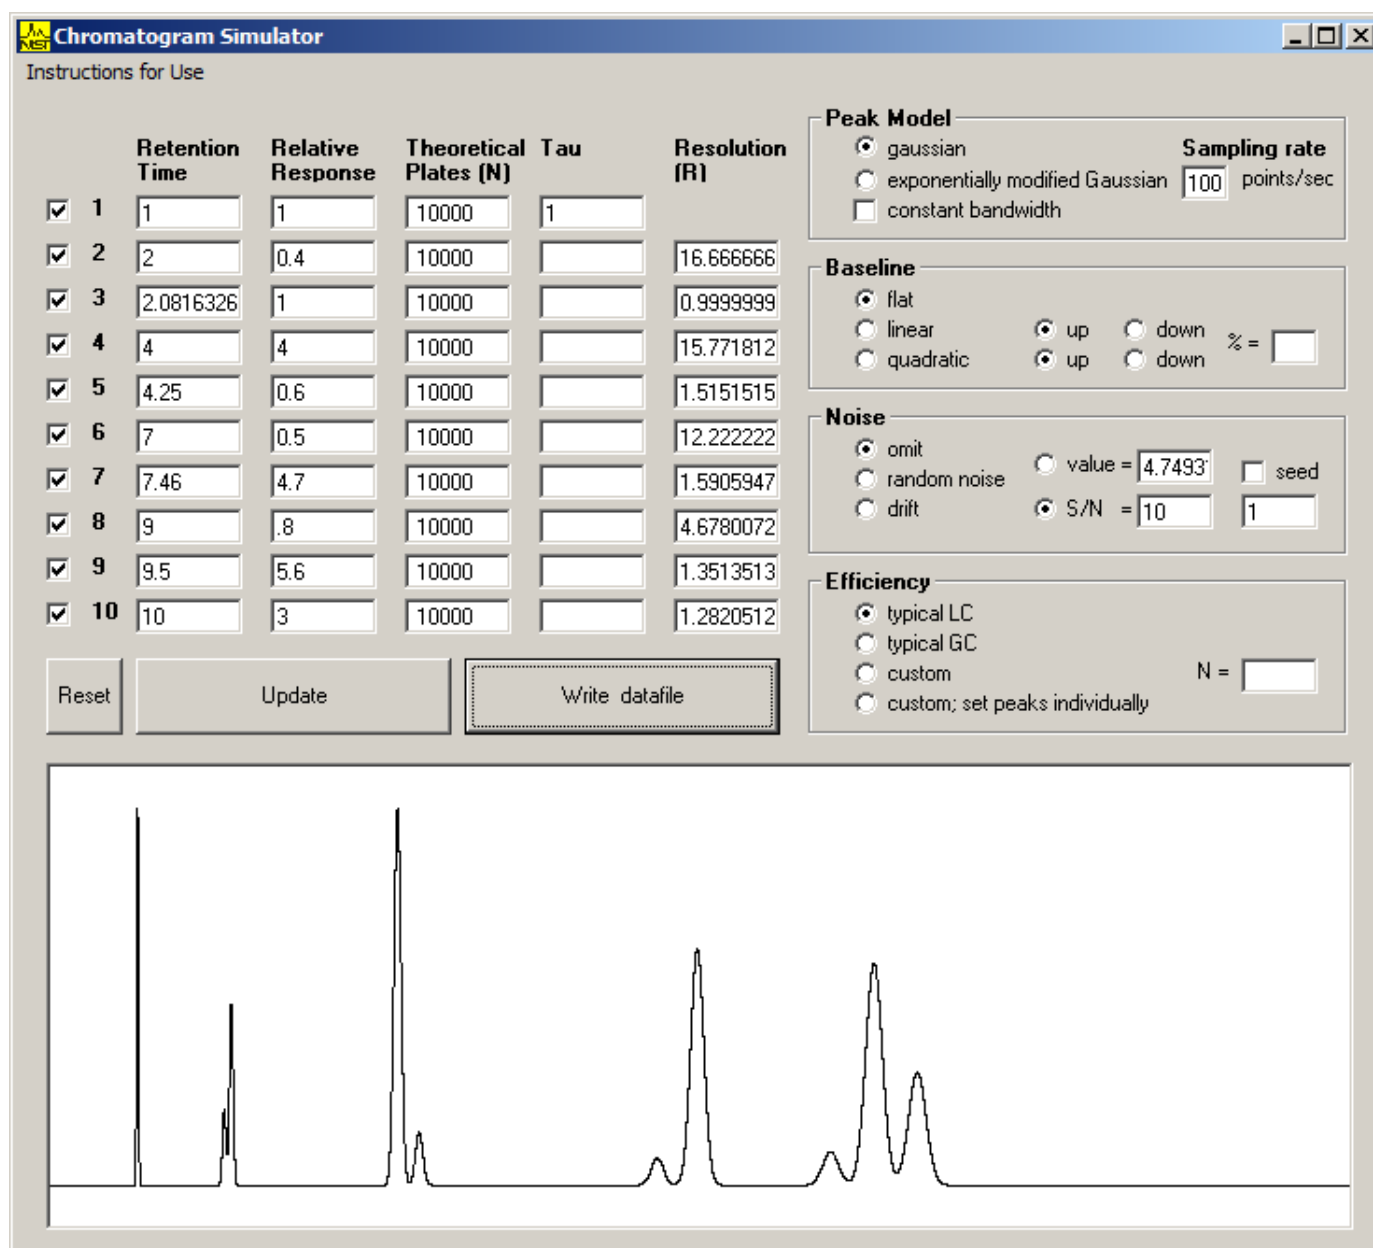 NIST Chromatogram Simulator
Instructions for Use
Retention Time Relative Response Theoretical Plates (N) Tau Resolution (R)
1 1 1 10000 1
2 2 0.4 10000 16.666666
3 2.0816326 1 10000 0.9999999
4 4 4 10000 15.771812
5 4.25 0.6 10000 1.5151515
6 7 0.5 10000 12.222222
7 7.46 4.7 10000 1.5905947
8 9 .8 10000 4.6780072
9 9.5 5.6 10000 1.3513513
10 10 3 10000 1.2820512
Reset Update Write datafile
Peak Model
gaussian Sampling rate
exponentially modified Gaussian 100 points/sec
constant bandwidth
Baseline
flat
linear up down % =
quadratic up down
Noise
omit value = 4.7493 seed
random noise
drift S/N = 10 1
Efficiency
typical LC
typical GC
custom N =
custom; set peaks individually